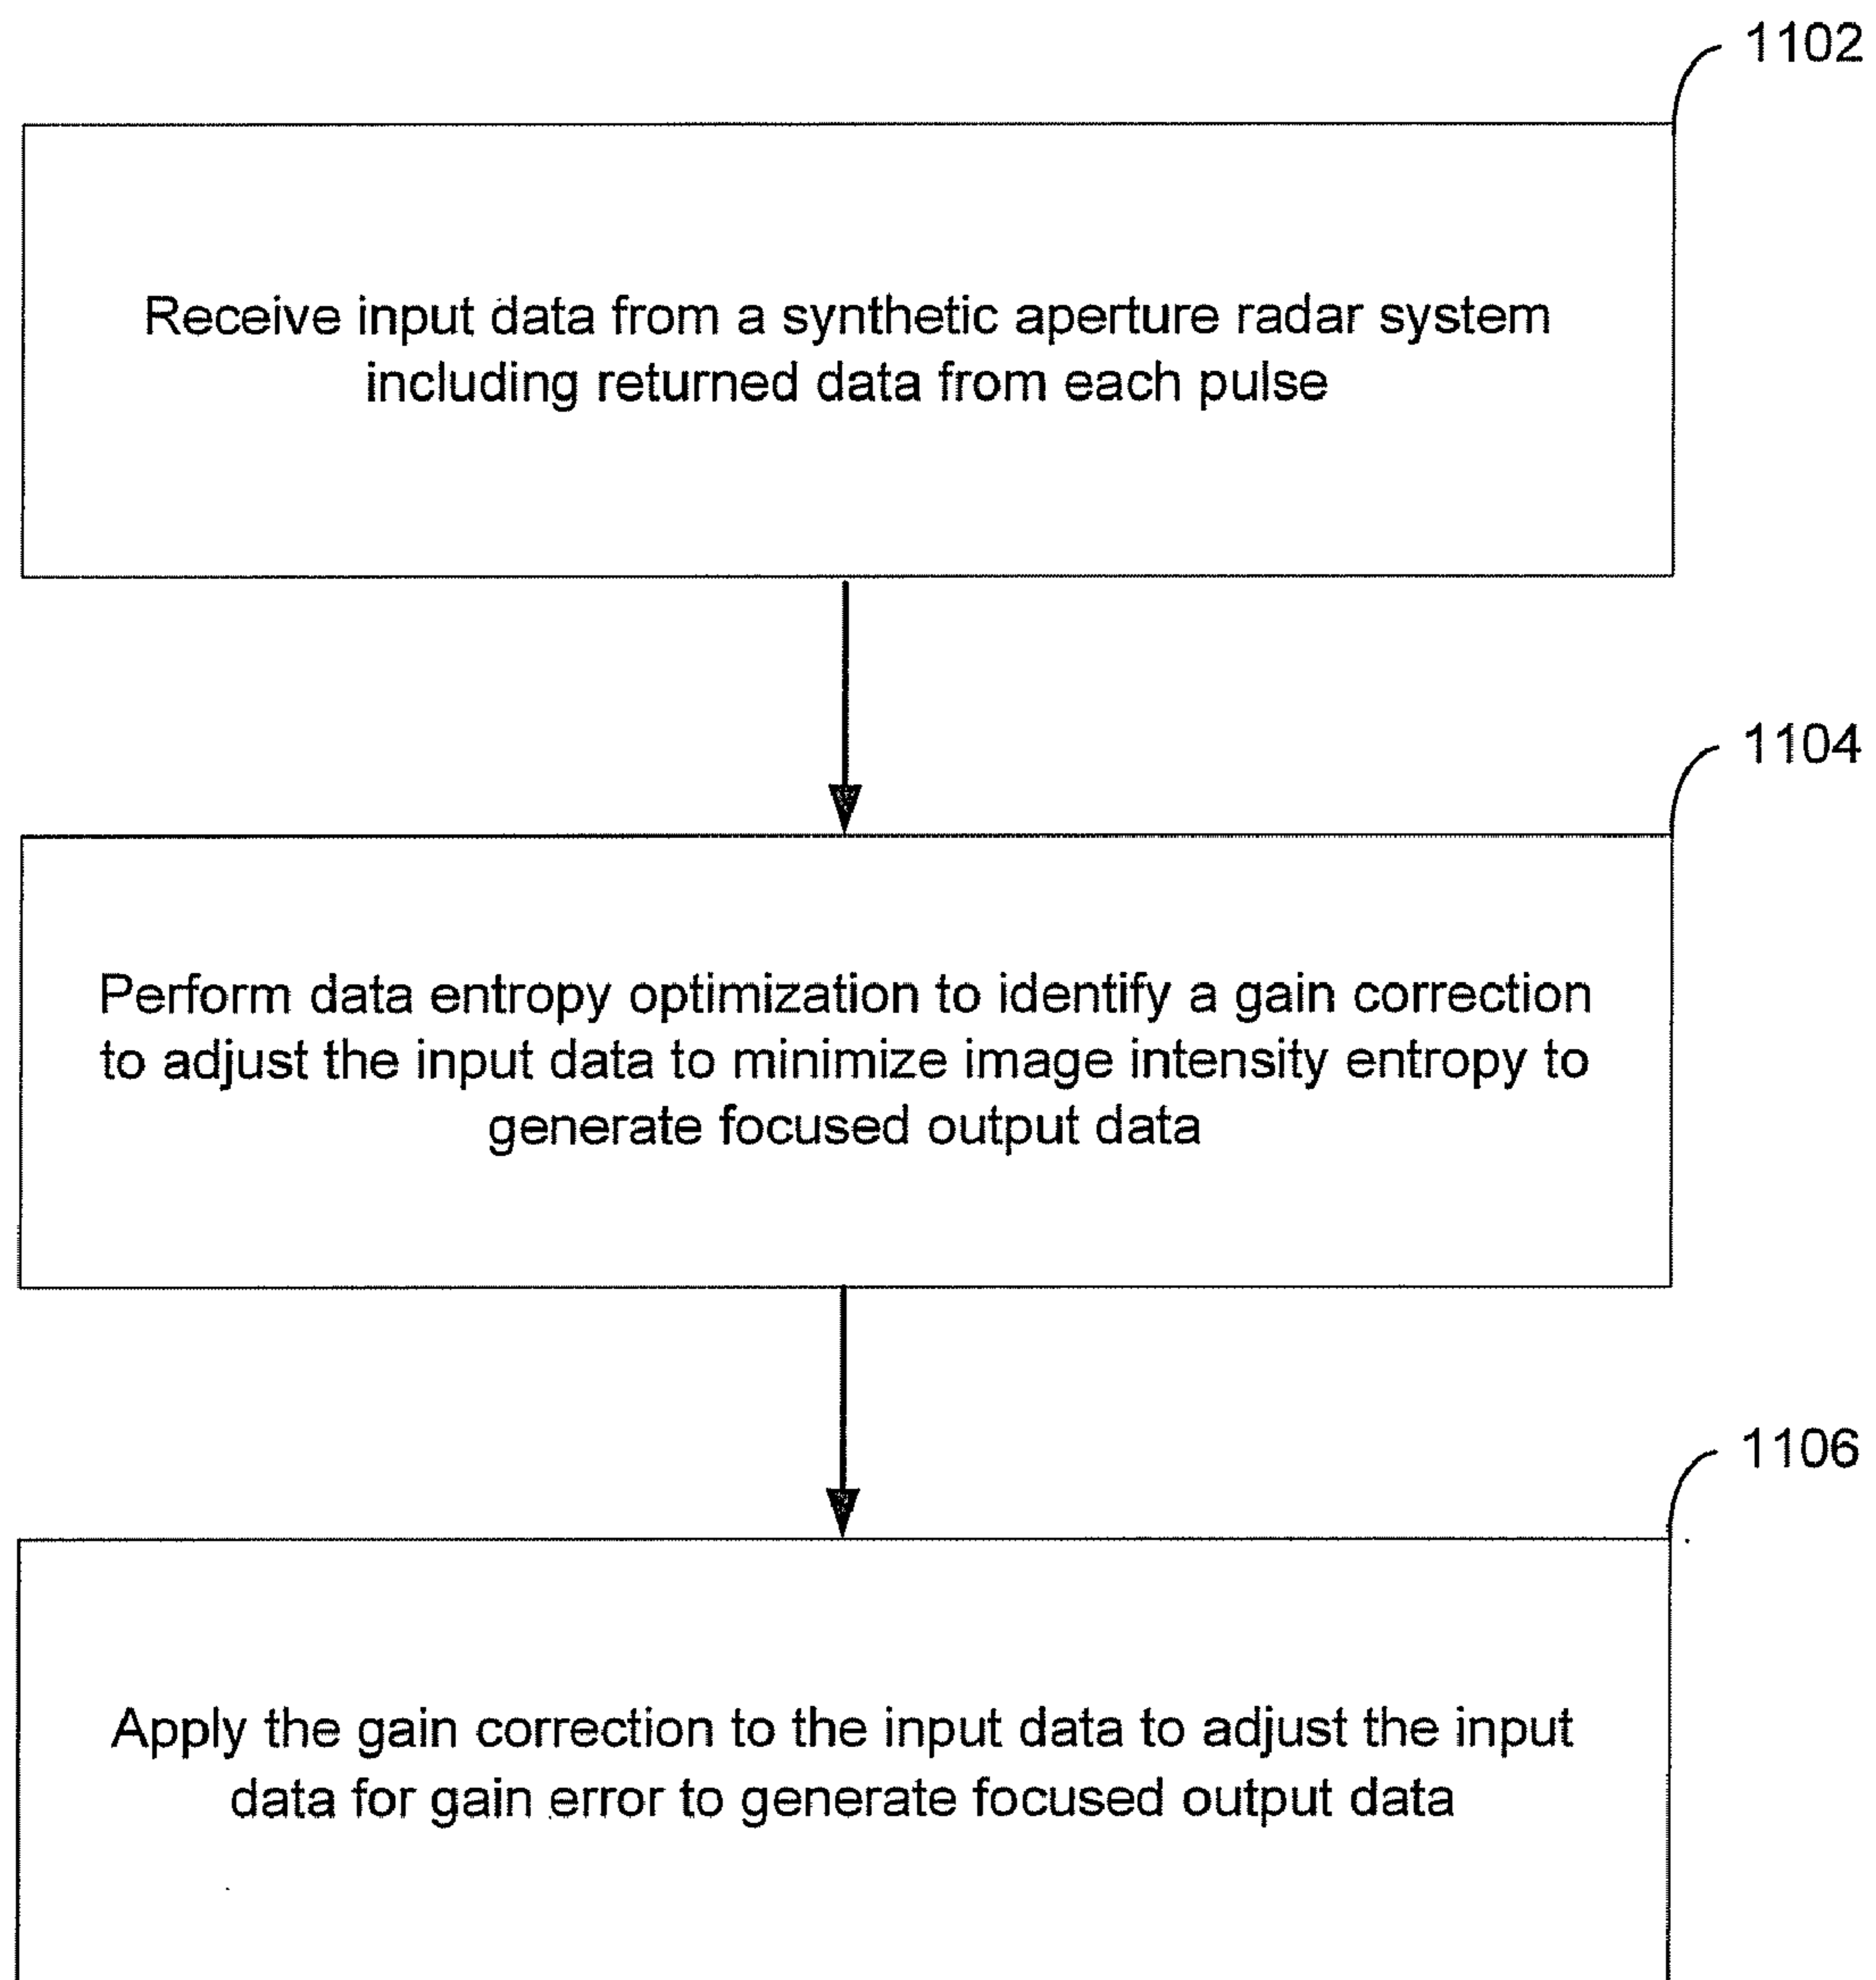 1102
Receive input data from a synthetic aperture radar system
including returned data from each pulse
1104
Perform data entropy optimization to identify a gain correction
to adjust the input data to minimize image intensity entropy to
generate focused output data
1106
Apply the gain correction to the input data to adjust the input
data for gain error to generate focused output data